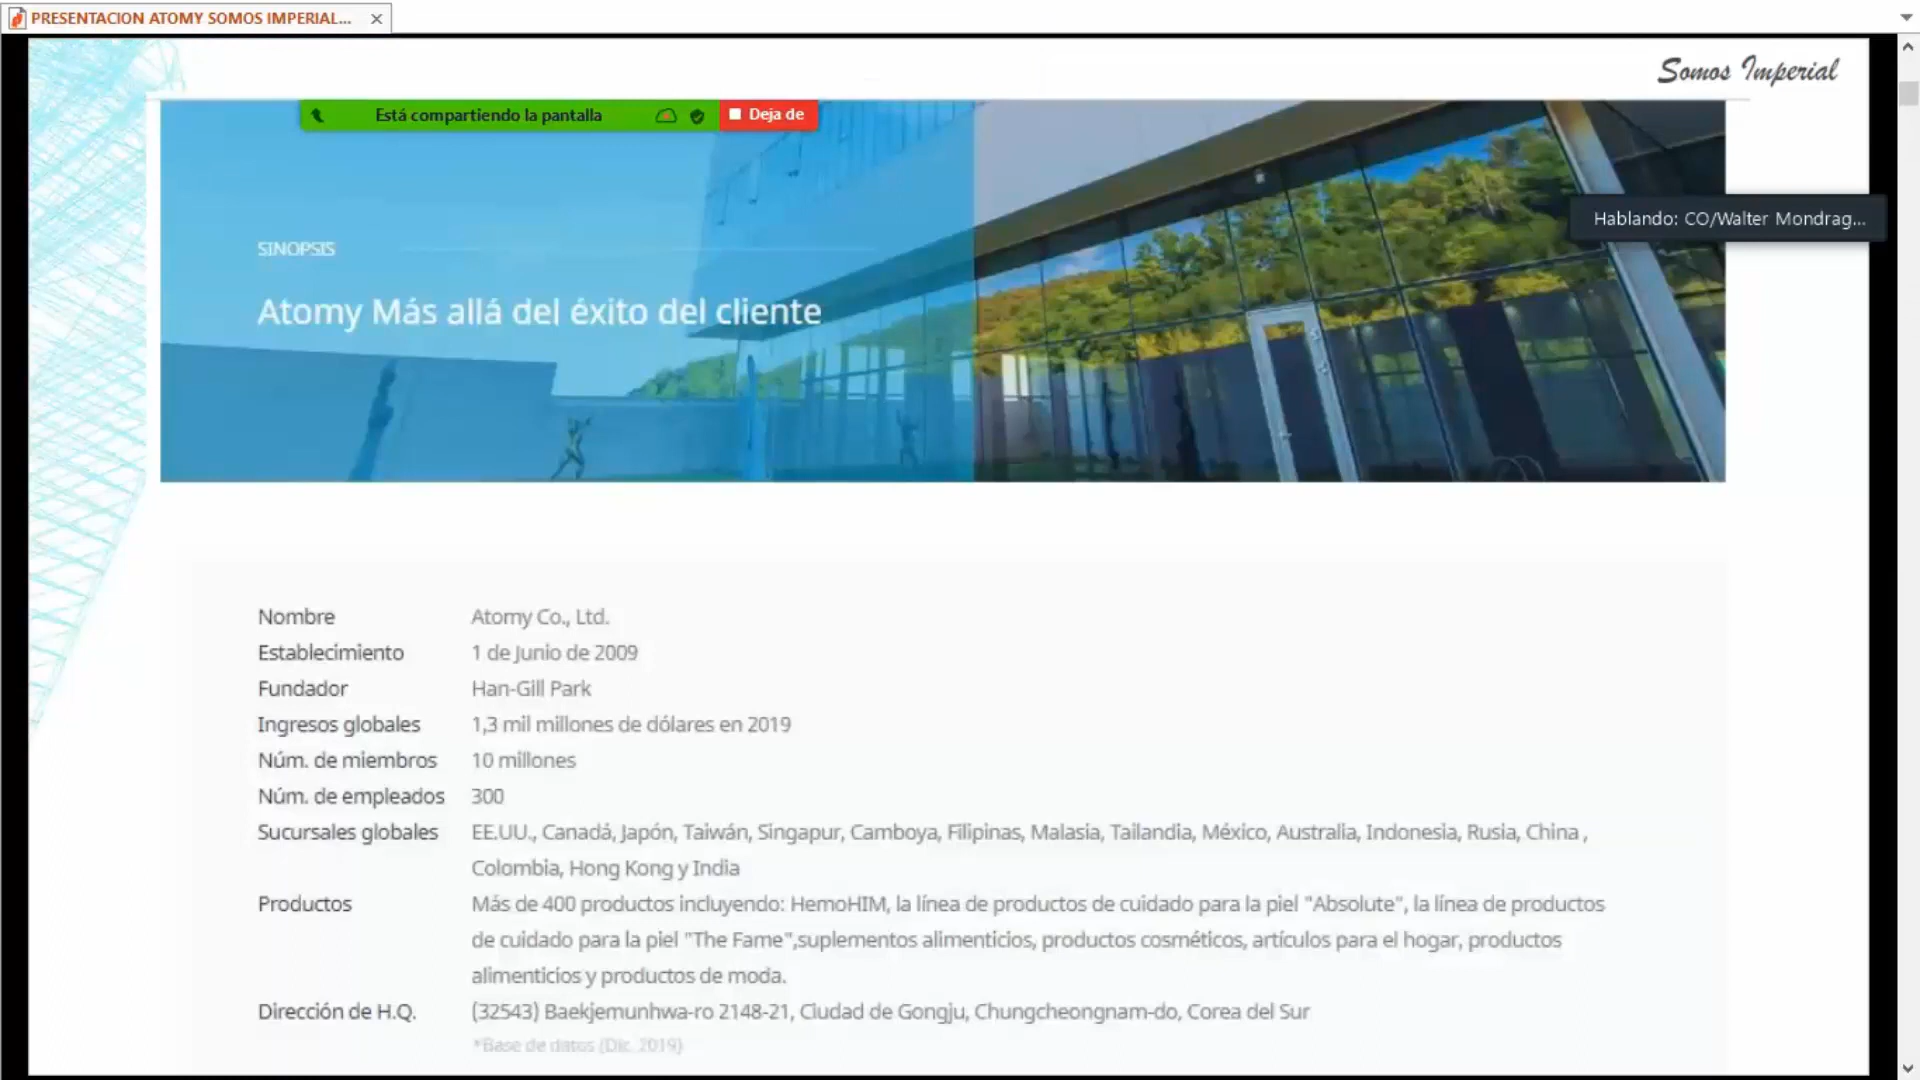 PRESENTACION ATOMY SOMOS IMPERIAL...
Somos Imperial
Está compartiendo la pantalla
Deja de
Hablando: CO/Walter Mondrag...
SINOPSIS
Atomy Más allá del éxito del cliente
Nombre Atomy Co., Ltd.
Establecimiento 1 de Junio de 2009
Fundador Han-Gill Park
Ingresos globales 1,3 mil millones de dólares en 2019
Núm. de miembros 10 millones
Núm. de empleados 300
Sucursales globales EE.UU., Canadá, Japón, Taiwán, Singapur, Camboya, Filipinas, Malasia, Tailandia, México, Australia, Indonesia, Rusia, China ,
Colombia, Hong Kong y India
Productos Más de 400 productos incluyendo: HemoHIM, la línea de productos de cuidado para la piel "Absolute", la línea de productos
de cuidado para la piel "The Fame",suplementos alimenticios, productos cosméticos, artículos para el hogar, productos
alimenticios y productos de moda.
Dirección de H.Q. (32543) Baekjemunhwa-ro 2148-21, Ciudad de Gongju, Chungcheongnam-do, Corea del Sur
*Base de datos (Dic. 2019)